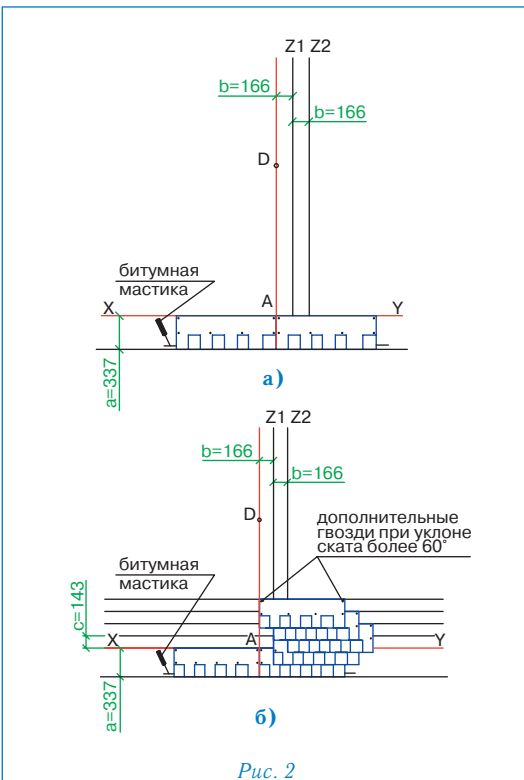 Z1 Z2
b=166
b=166
D
битумная
мастика
X
A
Y
a=337
а)
Z1 Z2
b=166
b=166
D
дополнительные
гвозди при уклоне
ската более 60°
битумная
мастика
c=143
X
A
Y
a=337
б)
Рис. 2